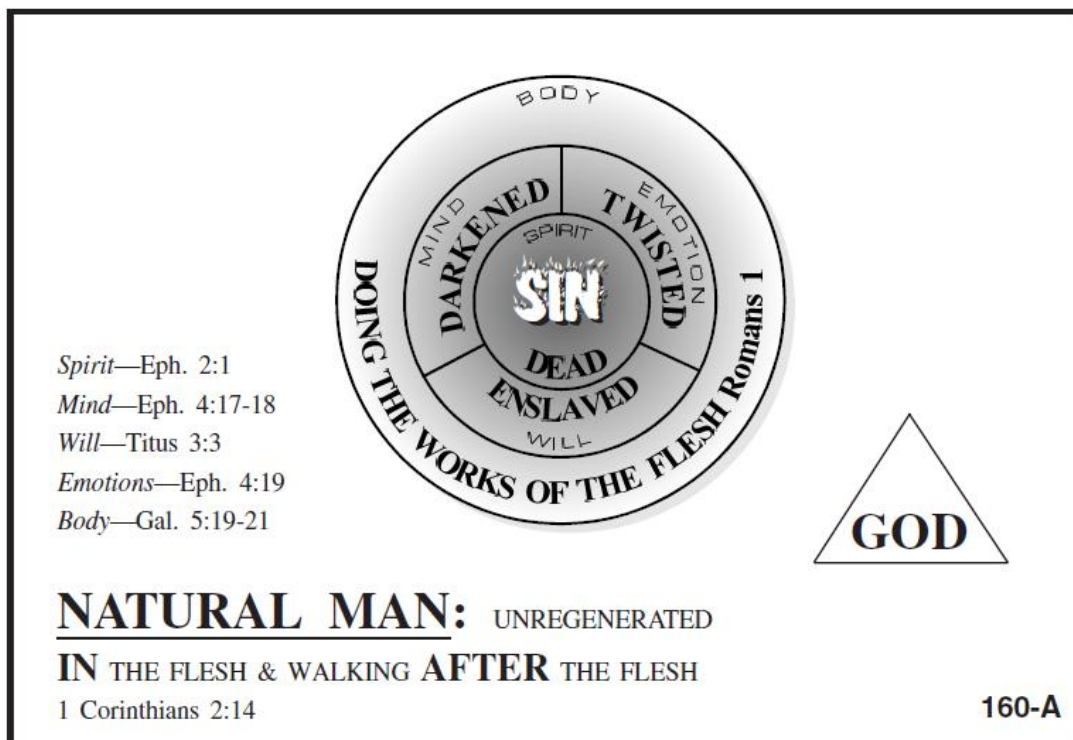 BODY
MIND
DARKENED
EMOTION
TWISTED
SPIRIT
SIN
DEAD
ENSLAVED
WILL
DOING THE WORKS OF THE FLESH Romans 1
Spirit—Eph. 2:1
Mind—Eph. 4:17-18
Will—Titus 3:3
Emotions—Eph. 4:19
Body—Gal. 5:19-21
GOD
NATURAL MAN: UNREGENERATED
IN THE FLESH & WALKING AFTER THE FLESH
1 Corinthians 2:14
160-A